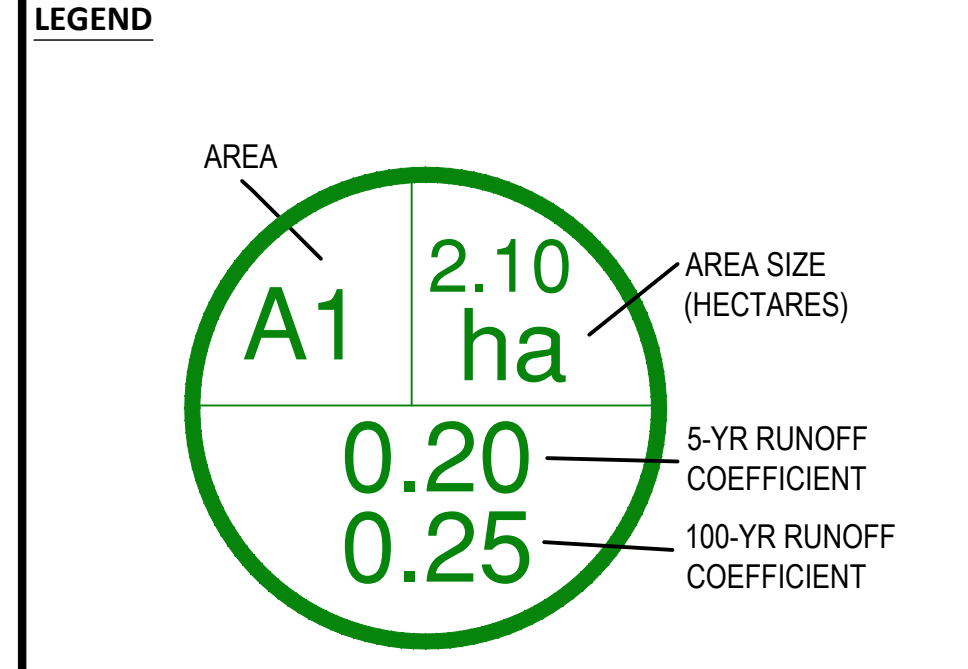 LEGEND
AREA
A1
2.10
ha
AREA SIZE
(HECTARES)
0.20
5-YR RUNOFF
COEFFICIENT
0.25
100-YR RUNOFF
COEFFICIENT